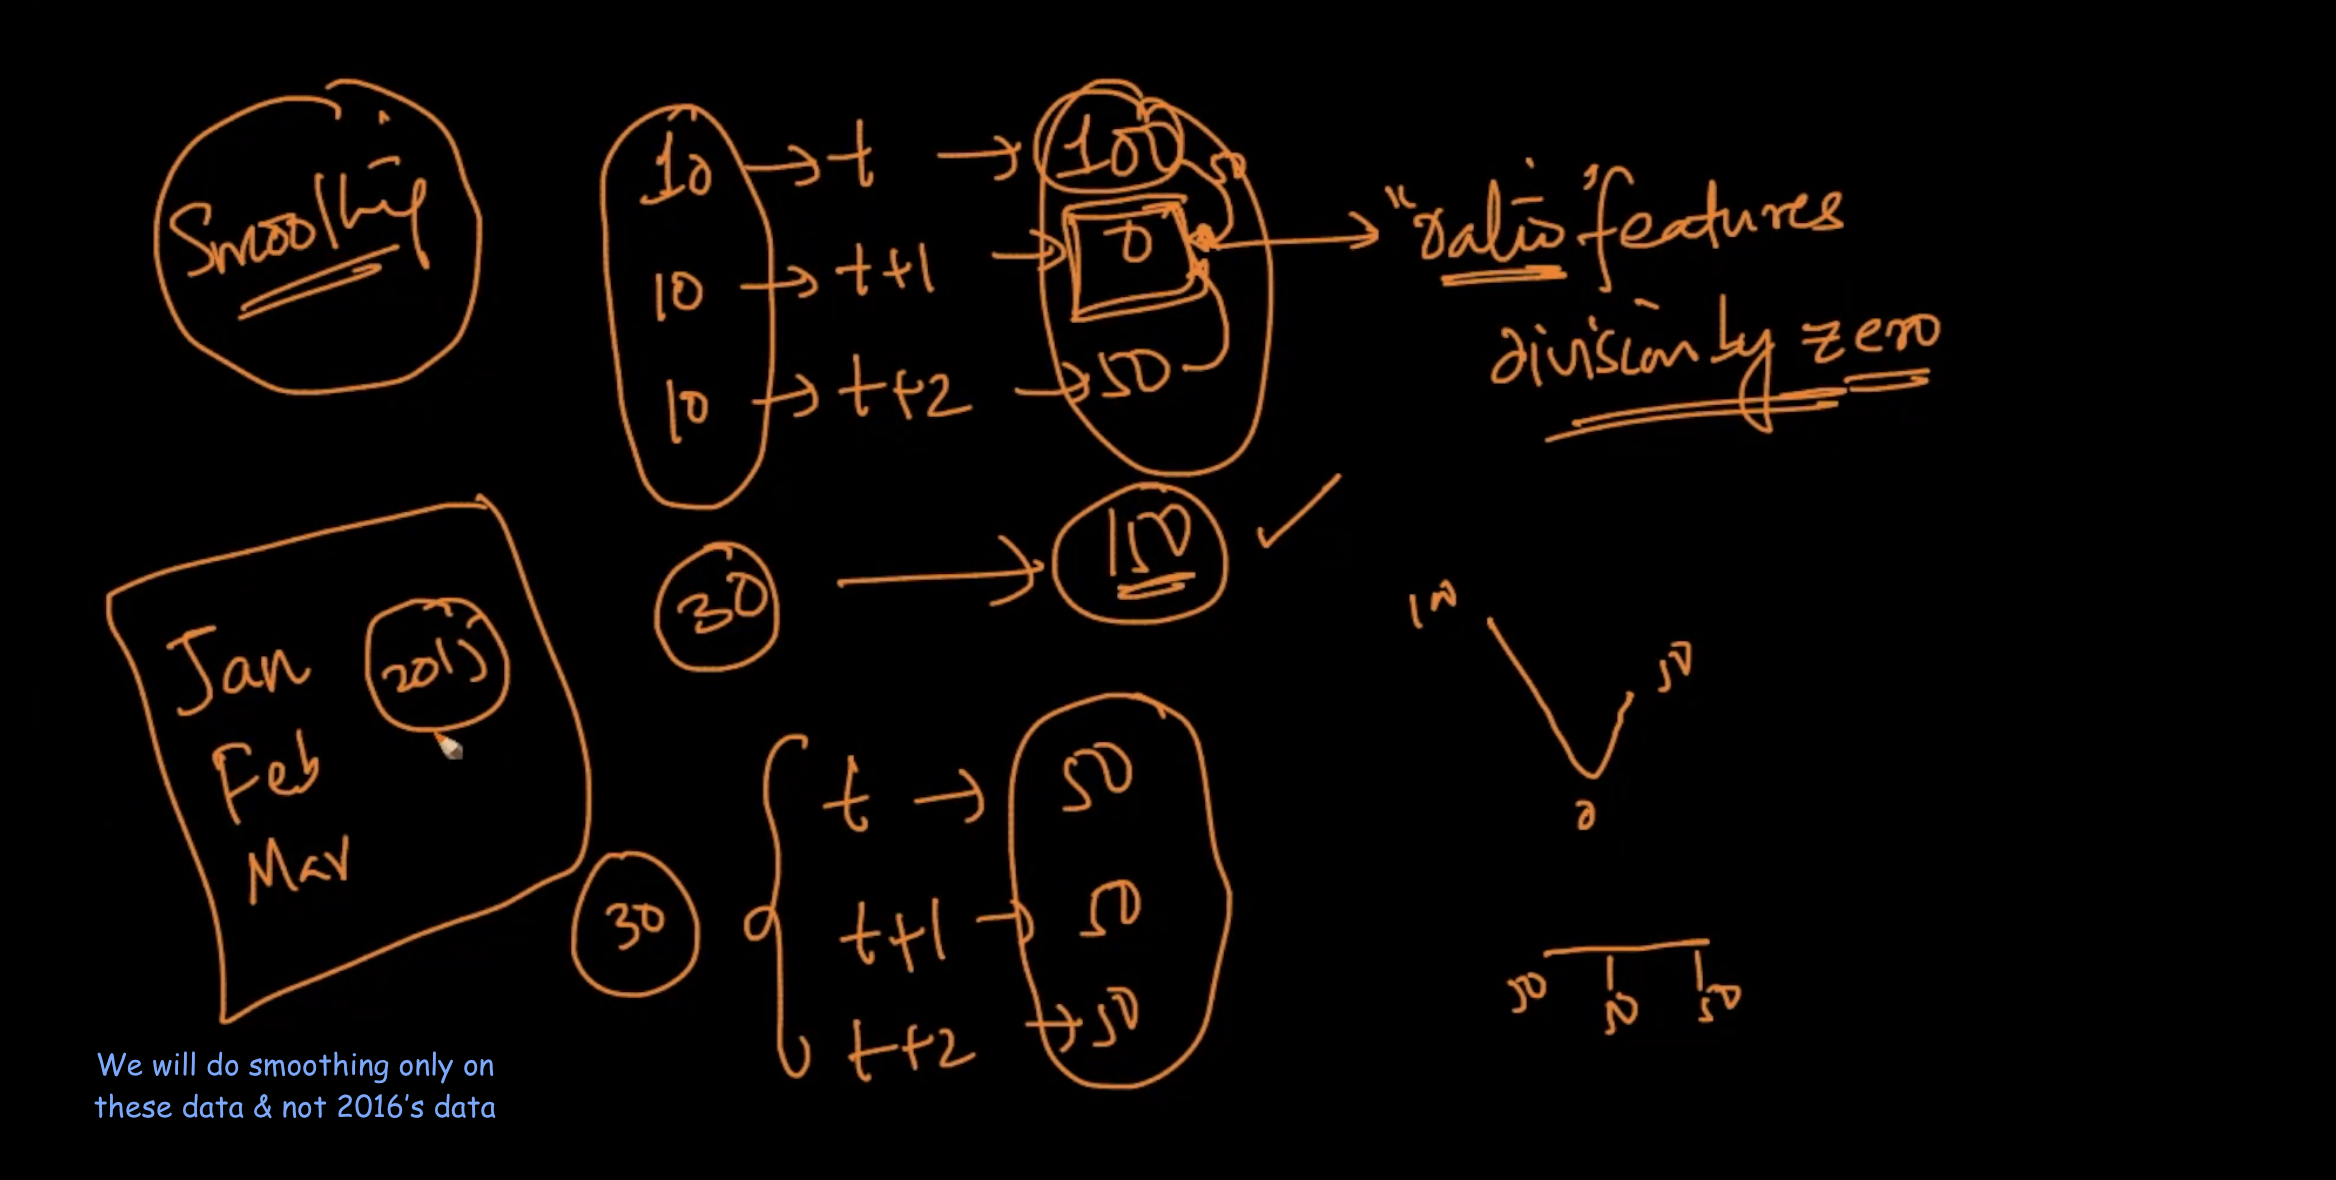 Smoothing
10 → t → 100
50
10 → t+1 → 0
10 → t+2 → 50
→ "ratio" features
division by zero
30 → 150 ✓
Jan 2015
Feb
Mar
100
50
0
30
t → 50
t+1 → 50
t+2 → 50
50 50 50
We will do smoothing only on
these data & not 2016's data